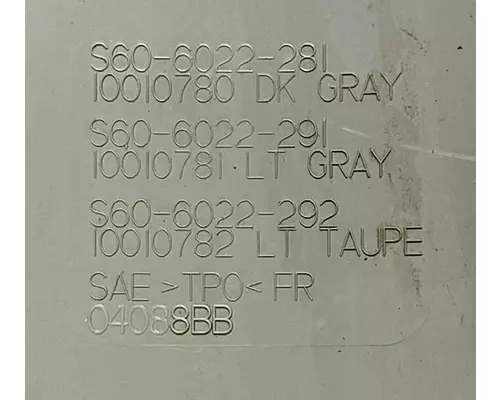 S60-6022-281
10010780 DK GRAY
S60-6022-291
10010781 LT GRAY
S60-6022-292
10010782 LT TAUPE
SAE >TPO< FR
04088BB